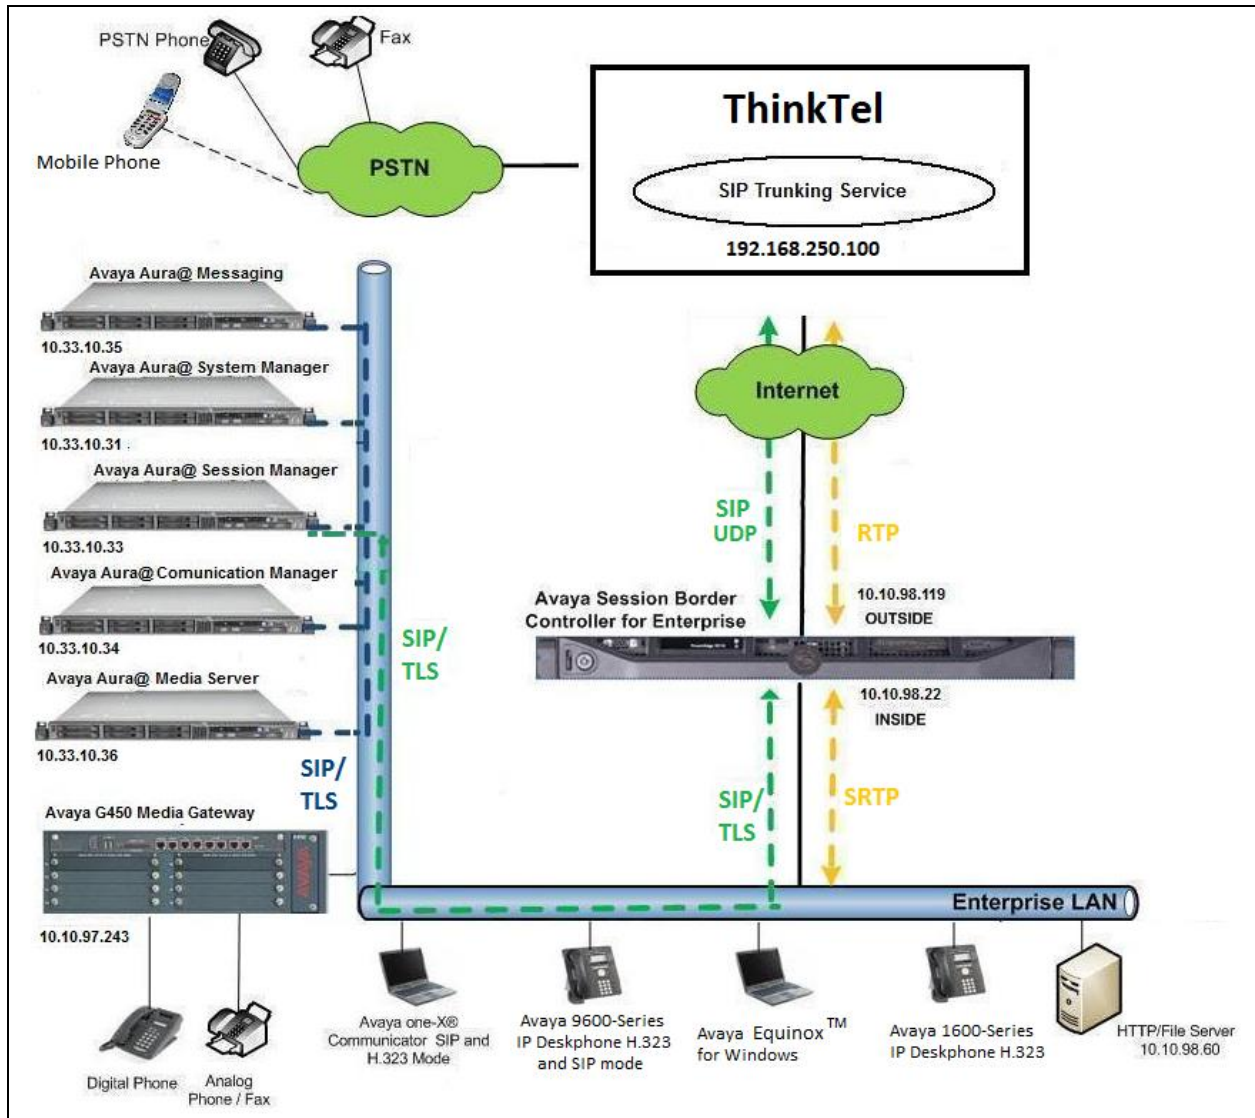 PSTN Phone
Fax
Mobile Phone
PSTN
ThinkTel
SIP Trunking Service
192.168.250.100
Avaya Aura@ Messaging
10.33.10.35
Avaya Aura@ System Manager
10.33.10.31 .
Avaya Aura@ Session Manager
10.33.10.33
Avaya Aura@ Comunication Manager
10.33.10.34
Avaya Aura@ Media Server
10.33.10.36
SIP/
TLS
SIP/
TLS
Internet
SIP
UDP
RTP
Avaya Session Border
Controller for Enterprise
10.10.98.119
OUTSIDE
10.10.98.22
INSIDE
SIP/
TLS
SRTP
Avaya G450 Media Gateway
AVAYA
10.10.97.243
Enterprise LAN
Digital Phone
Analog
Phone / Fax
Avaya one-X®
Communicator SIP and
H.323 Mode
Avaya 9600-Series
IP Deskphone H.323
and SIP mode
Avaya Equinox™
for Windows
Avaya 1600-Series
IP Deskphone H.323
HTTP/File Server
10.10.98.60